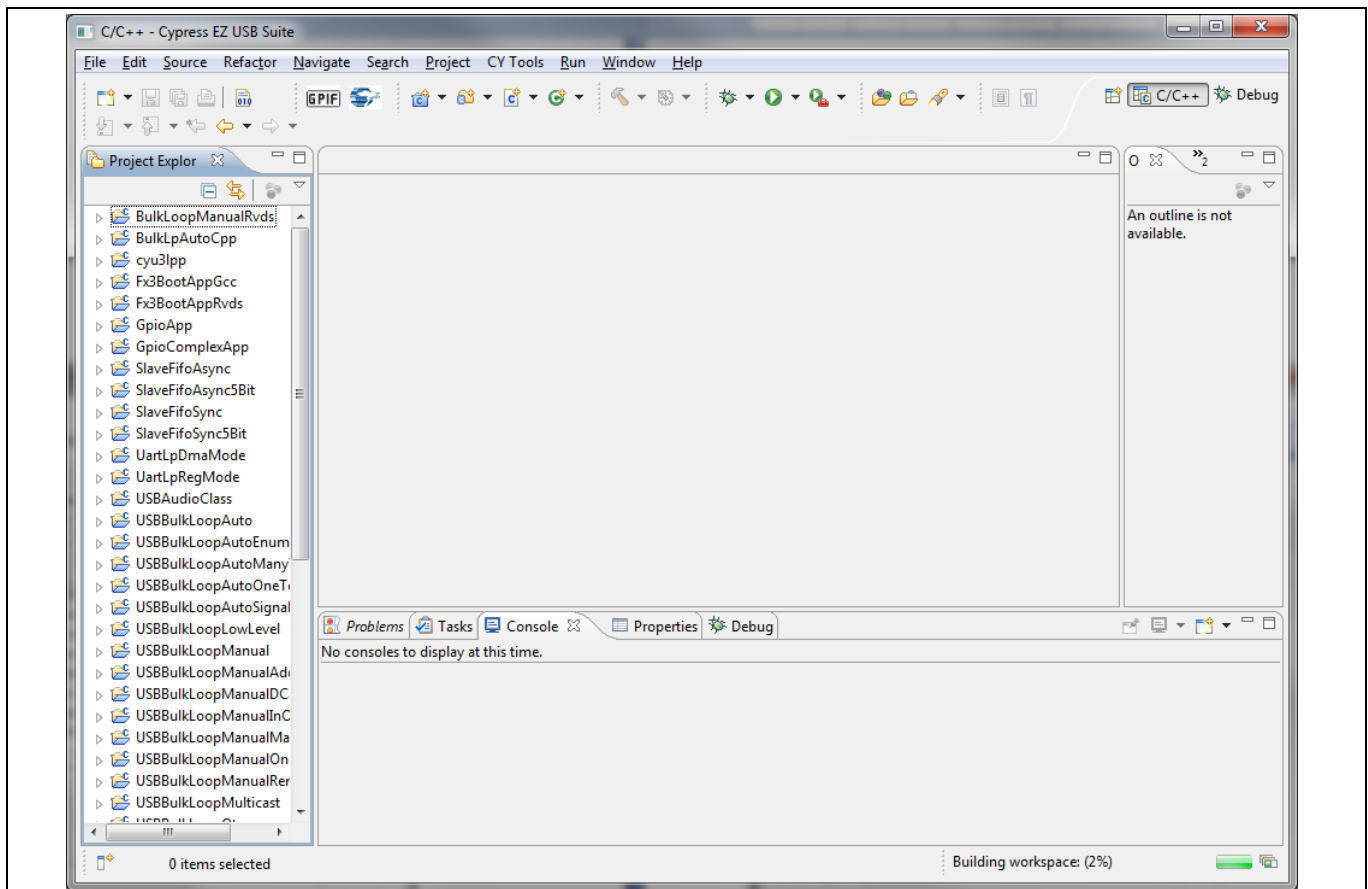 C/C++ - Cypress EZ USB Suite
File Edit Source Refactor Navigate Search Project CY Tools Run Window Help
010 GPIF C/C++ Debug
Project Explor
O »2
An outline is not
available.
BulkLoopManualRvds
BulkLpAutoCpp
cyu3lpp
Fx3BootAppGcc
Fx3BootAppRvds
GpioApp
GpioComplexApp
SlaveFifoAsync
SlaveFifoAsync5Bit
SlaveFifoSync
SlaveFifoSync5Bit
UartLpDmaMode
UartLpRegMode
USBAudioClass
USBBulkLoopAuto
USBBulkLoopAutoEnum
USBBulkLoopAutoMany
USBBulkLoopAutoOneT
USBBulkLoopAutoSignal
USBBulkLoopLowLevel
USBBulkLoopManual
USBBulkLoopManualAd
USBBulkLoopManualDC
USBBulkLoopManualInC
USBBulkLoopManualMa
USBBulkLoopManualOn
USBBulkLoopManualRer
USBBulkLoopMulticast
Problems Tasks Console Properties Debug
No consoles to display at this time.
0 items selected
Building workspace: (2%)